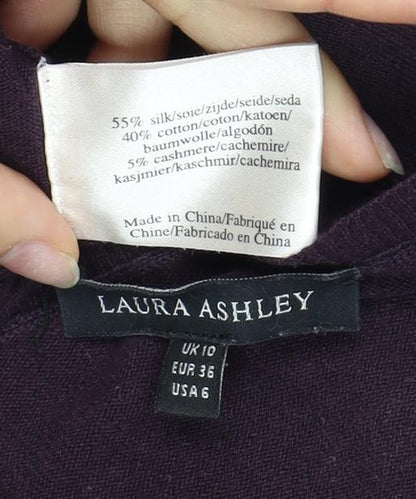 55% silk/soie/zijde/seide/seda
40% cotton/coton/katoen/
baumwolle/algodón
5% cashmere/cachemire/
kasjmier/kaschmir/cachemira
Made in China/Fabriqué en
Chine/Fabricado en China
LAURA ASHLEY
UK 10
EUR 36
USA 6